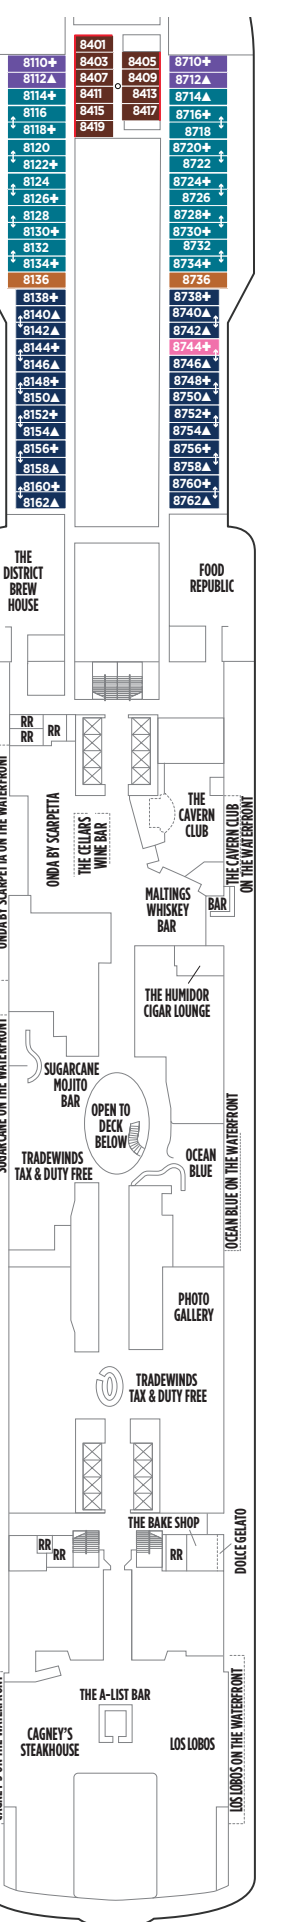 8401
8403
8405
8407
8409
8411
8413
8415
8417
8419
8110✚
8112▲
8114✚
8116
8118✚
8120
8122✚
8124
8126✚
8128
8130✚
8132
8134✚
8136
8138✚
8140▲
8142▲
8144✚
8146▲
8148✚
8150▲
8152✚
8154▲
8156✚
8158▲
8160✚
8162▲
8710✚
8712▲
8714▲
8716✚
8718
8720✚
8722
8724✚
8726
8728✚
8730✚
8732
8734✚
8736
8738✚
8740▲
8742▲
8744✚
8746▲
8748✚
8750▲
8752✚
8754▲
8756✚
8758▲
8760✚
8762▲
THE
DISTRICT
BREW
HOUSE
FOOD
REPUBLIC
RR
RR
RR
ONDA BY SCARPETTA ON THE WATERFRONT
ONDA BY SCARPETTA
THE CELLARS
WINE BAR
THE
CAVERN
CLUB
THE CAVERN CLUB
ON THE WATERFRONT
MALTINGS
WHISKEY
BAR
BAR
THE HUMIDOR
CIGAR LOUNGE
SUGARCANE ON THE WATERFRONT
SUGARCANE
MOJITO
BAR
OPEN TO
DECK
BELOW
TRADEWINDS
TAX & DUTY FREE
OCEAN
BLUE
OCEAN BLUE ON THE WATERFRONT
PHOTO
GALLERY
TRADEWINDS
TAX & DUTY FREE
THE BAKE SHOP
DOLCE GELATO
RR
RR
RR
THE A-LIST BAR
CAGNEY'S
STEAKHOUSE
LOS LOBOS
LOS LOBOS ON THE WATERFRONT